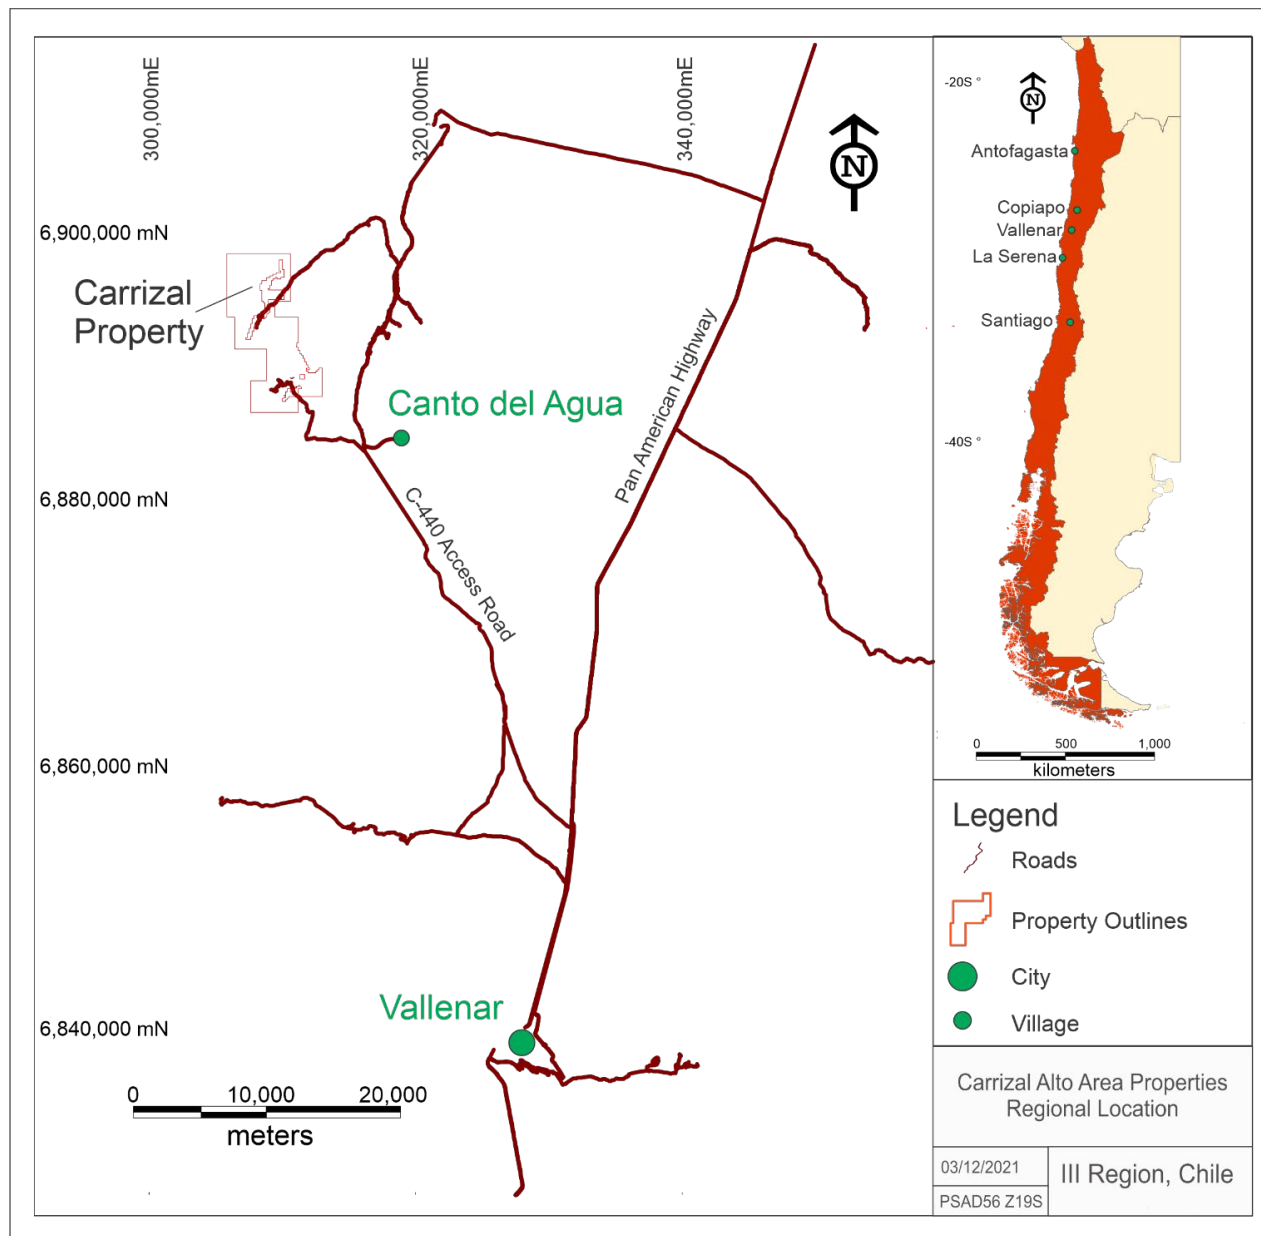 300,000mE
320,000mE
340,000mE
N
6,900,000 mN
Carrizal
Property
Canto del Agua
Pan American Highway
6,880,000 mN
C-440 Access Road
6,860,000 mN
Vallenar
6,840,000 mN
0 10,000 20,000
meters
-20S °
N
Antofagasta
Copiapo
Vallenar
La Serena
Santiago
-40S °
0 500 1,000
kilometers
Legend
Roads
Property Outlines
City
Village
Carrizal Alto Area Properties
Regional Location
03/12/2021
PSAD56 Z19S
III Region, Chile